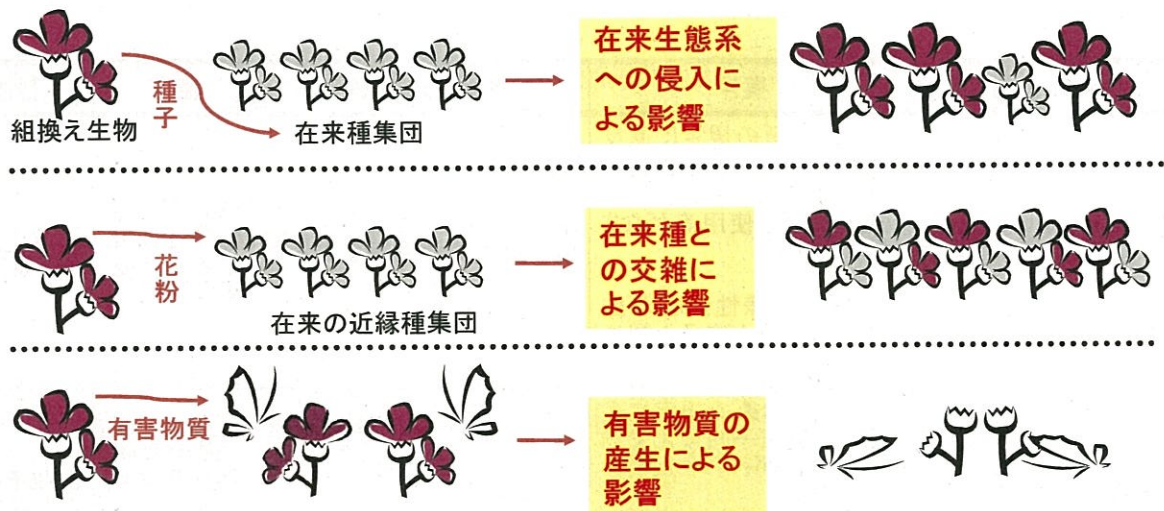 種子
組換え生物
在来種集団
在来生態系
への侵入に
よる影響
花粉
在来の近縁種集団
在来種と
の交雑に
よる影響
有害物質
有害物質の
産生による
影響